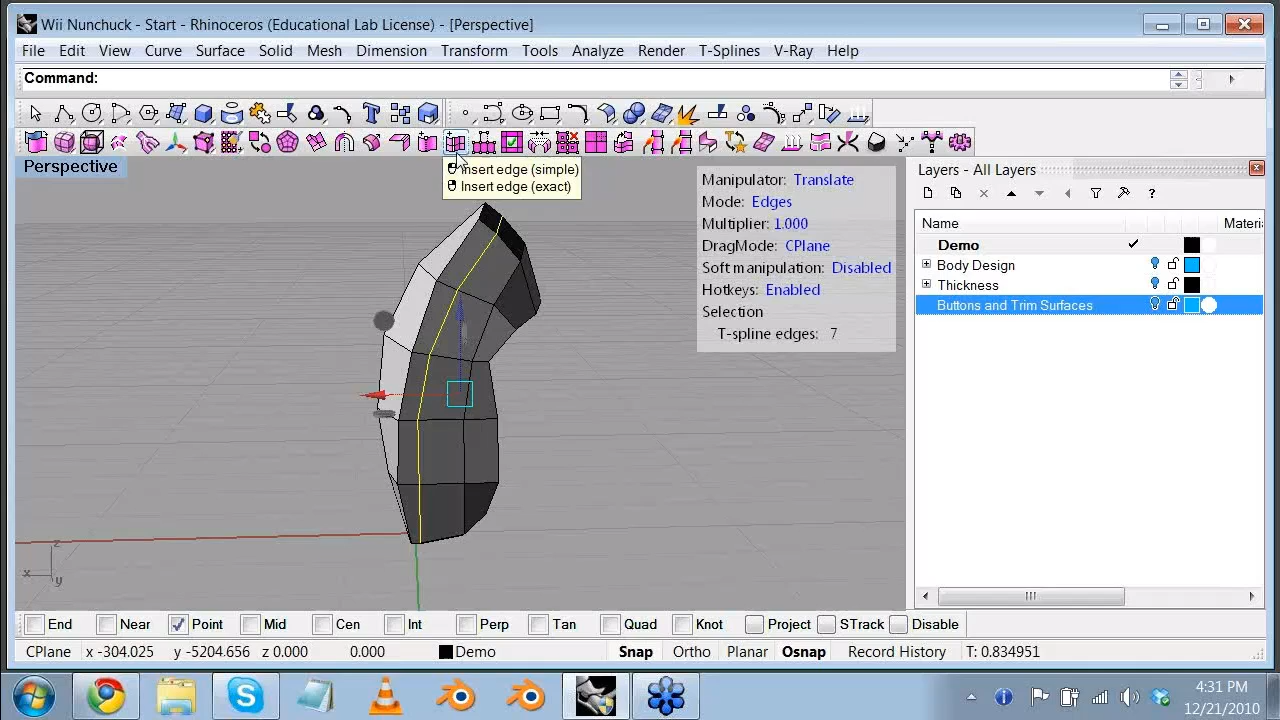 Wii Nunchuck - Start - Rhinoceros (Educational Lab License) - [Perspective]
File Edit View Curve Surface Solid Mesh Dimension Transform Tools Analyze Render T-Splines V-Ray Help
Command:
Perspective
Insert edge (simple)
Insert edge (exact)
Manipulator: Translate
Mode: Edges
Multiplier: 1.000
DragMode: CPlane
Soft manipulation: Disabled
Hotkeys: Enabled
Selection
T-spline edges: 7
Layers - All Layers
Name Materi
Demo
Body Design
Thickness
Buttons and Trim Surfaces
z
x
y
End Near Point Mid Cen Int Perp Tan Quad Knot Project STrack Disable
CPlane x -304.025 y -5204.656 z 0.000 0.000 Demo Snap Ortho Planar Osnap Record History T: 0.834951
4:31 PM
12/21/2010